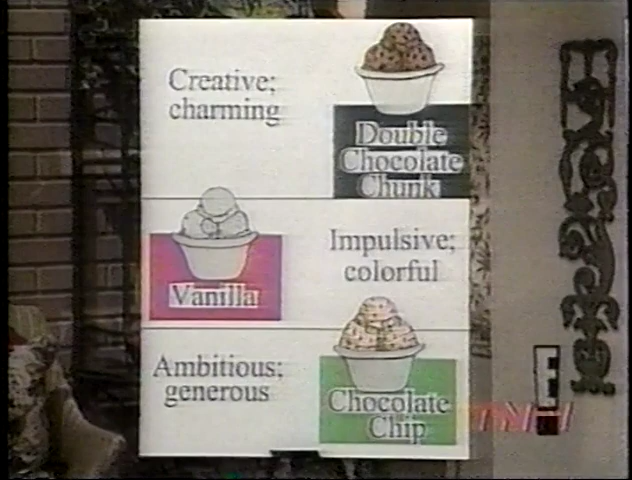 Creative;
charming
Double
Chocolate
Chunk
Impulsive;
colorful
Vanilla
Ambitious;
generous
Chocolate
Chip